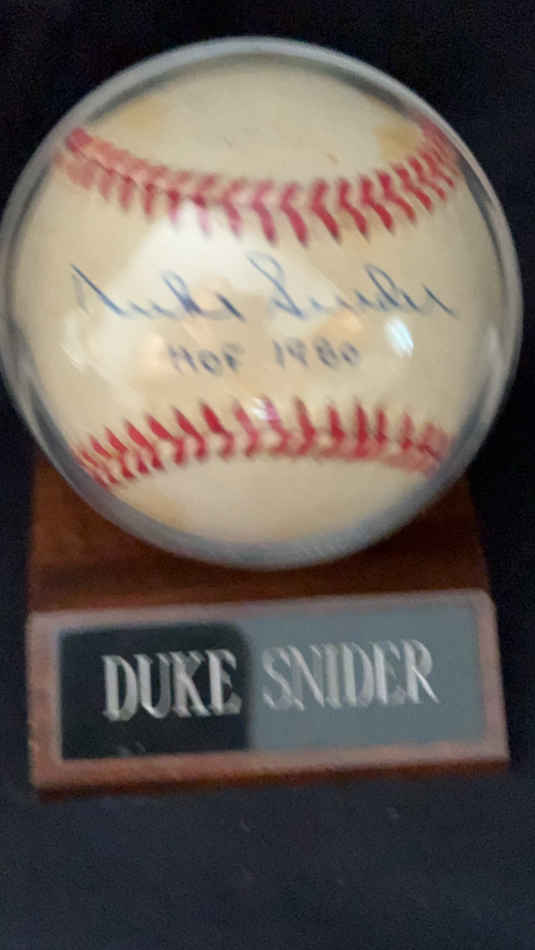 Duke Snider
HOF 1980
DUKE SNIDER